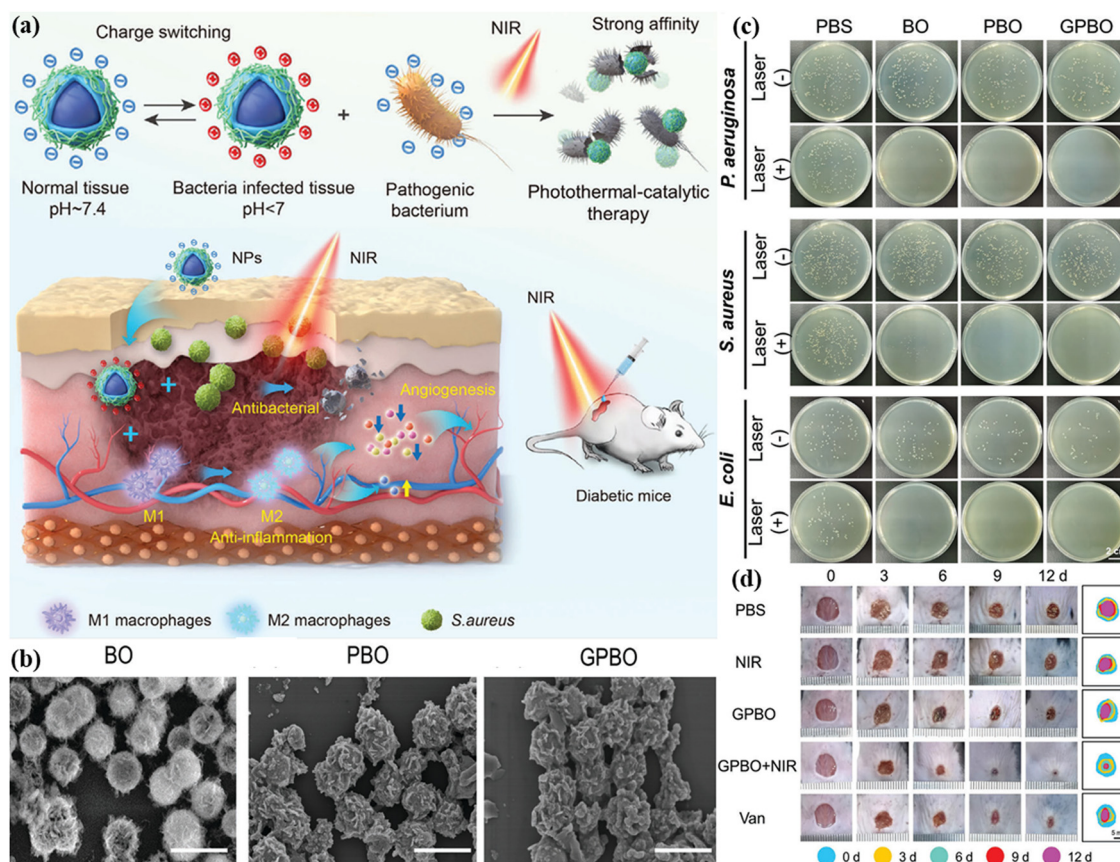 (a)
Charge switching
NIR
Strong affinity
+
Normal tissue
pH~7.4
Bacteria infected tissue
pH<7
Pathogenic
bacterium
Photothermal-catalytic
therapy
NPs
NIR
NIR
Antibacterial
Angiogenesis
M1
M2
Anti-inflammation
Diabetic mice
M1 macrophages
M2 macrophages
S.aureus
(b)
BO
PBO
GPBO
(c)
PBS
BO
PBO
GPBO
P. aeruginosa
Laser
(-)
Laser
(+)
S. aureus
Laser
(-)
Laser
(+)
E. coli
Laser
(-)
Laser
(+)
(d)
0
3
6
9
12 d
PBS
NIR
GPBO
GPBO+NIR
Van
0 d
3 d
6 d
9 d
12 d